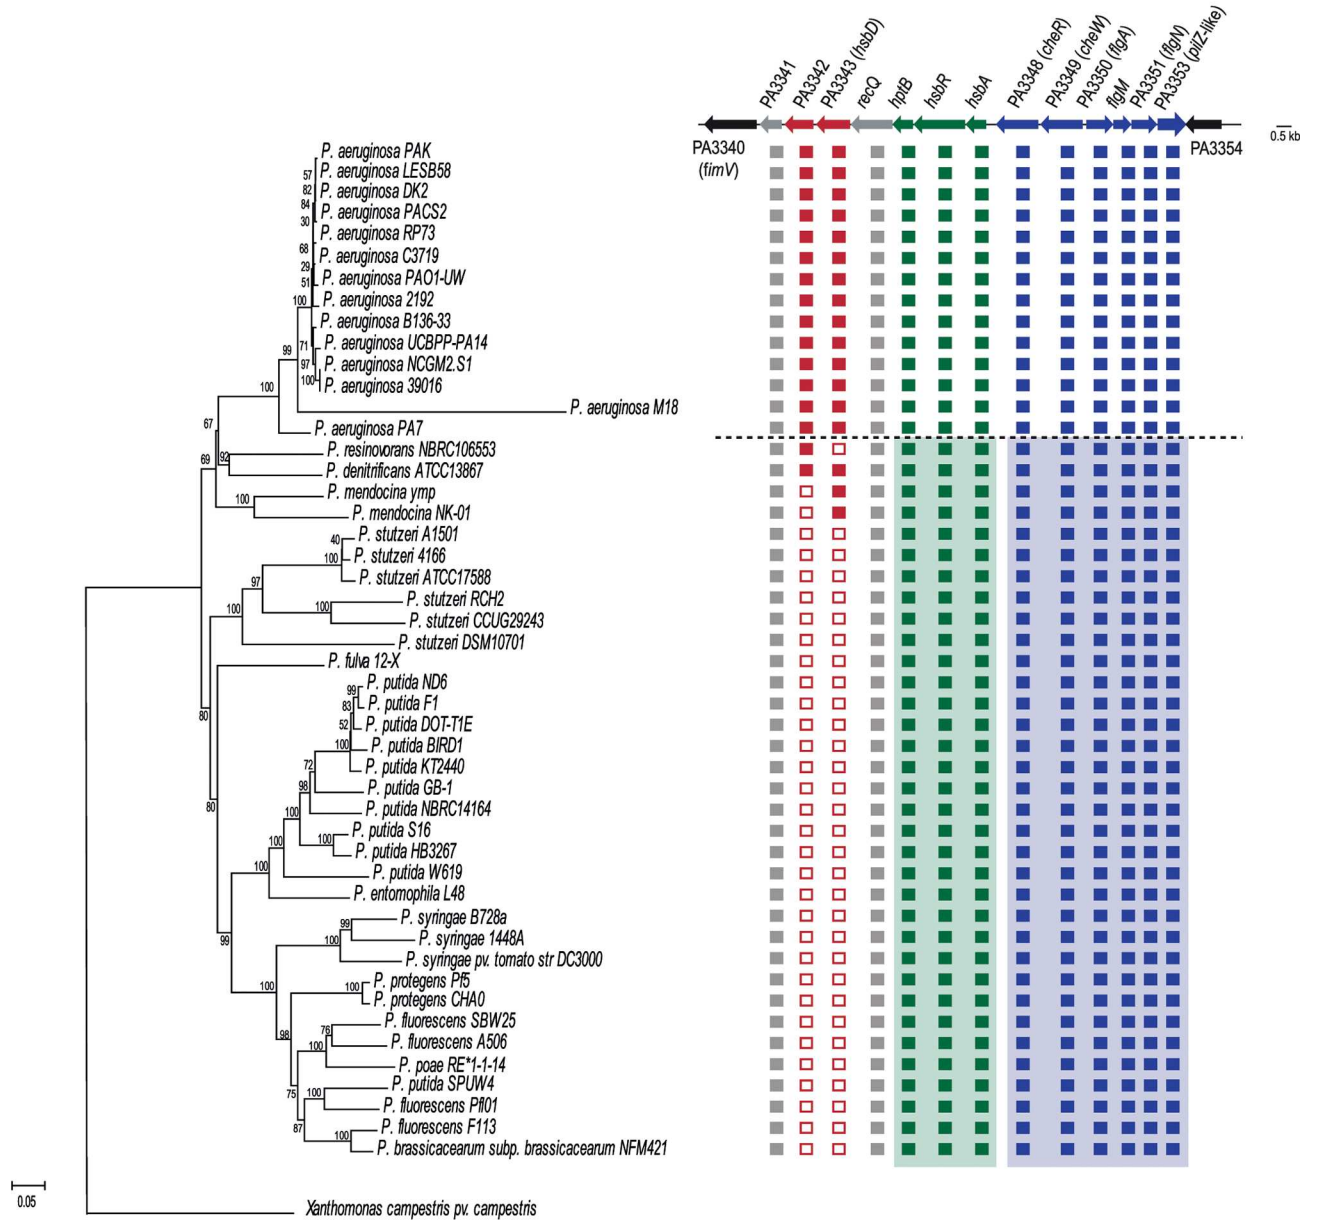 PA3341
PA3342
PA3343 (hsbD)
recQ
hptB
hsbR
hsbA
PA3348 (cheR)
PA3349 (cheW)
PA3350 (flgA)
flgM
PA3351 (flgN)
PA3353 (pilZ-like)
0.5 kb
PA3340
(fimV)
PA3354
P. aeruginosa PAK
57
P. aeruginosa LESB58
82
P. aeruginosa DK2
84
P. aeruginosa PACS2
30
P. aeruginosa RP73
68
P. aeruginosa C3719
29
P. aeruginosa PAO1-UW
51
P. aeruginosa 2192
100
P. aeruginosa B136-33
71
P. aeruginosa UCBPP-PA14
99
97
P. aeruginosa NCGM2.S1
100
P. aeruginosa 39016
100
P. aeruginosa M18
67
P. aeruginosa PA7
P. resinovorans NBRC106553
69
92
P. denitrificans ATCC13867
P. mendocina ymp
100
P. mendocina NK-01
P. stutzeri A1501
40
P. stutzeri 4166
100
P. stutzeri ATCC17588
97
P. stutzeri RCH2
100
100
P. stutzeri CCUG29243
P. stutzeri DSM10701
P. fulva 12-X
P. putida ND6
99
P. putida F1
83
80
P. putida DOT-T1E
52
P. putida BIRD1
100
P. putida KT2440
72
P. putida GB-1
98
80
P. putida NBRC14164
100
P. putida S16
100
100
P. putida HB3267
100
P. putida W619
P. entomophila L48
P. syringae B728a
99
99
P. syringae 1448A
100
P. syringae pv. tomato str DC3000
P. protegens Pf5
100
100
P. protegens CHA0
P. fluorescens SBW25
76
98
P. fluorescens A506
100
P. poae RE*1-1-14
P. putida SPUW4
75
100
P. fluorescens Pfl01
P. fluorescens F113
87
100
P. brassicacearum subp. brassicacearum NFM421
0.05
Xanthomonas campestris pv. campestris